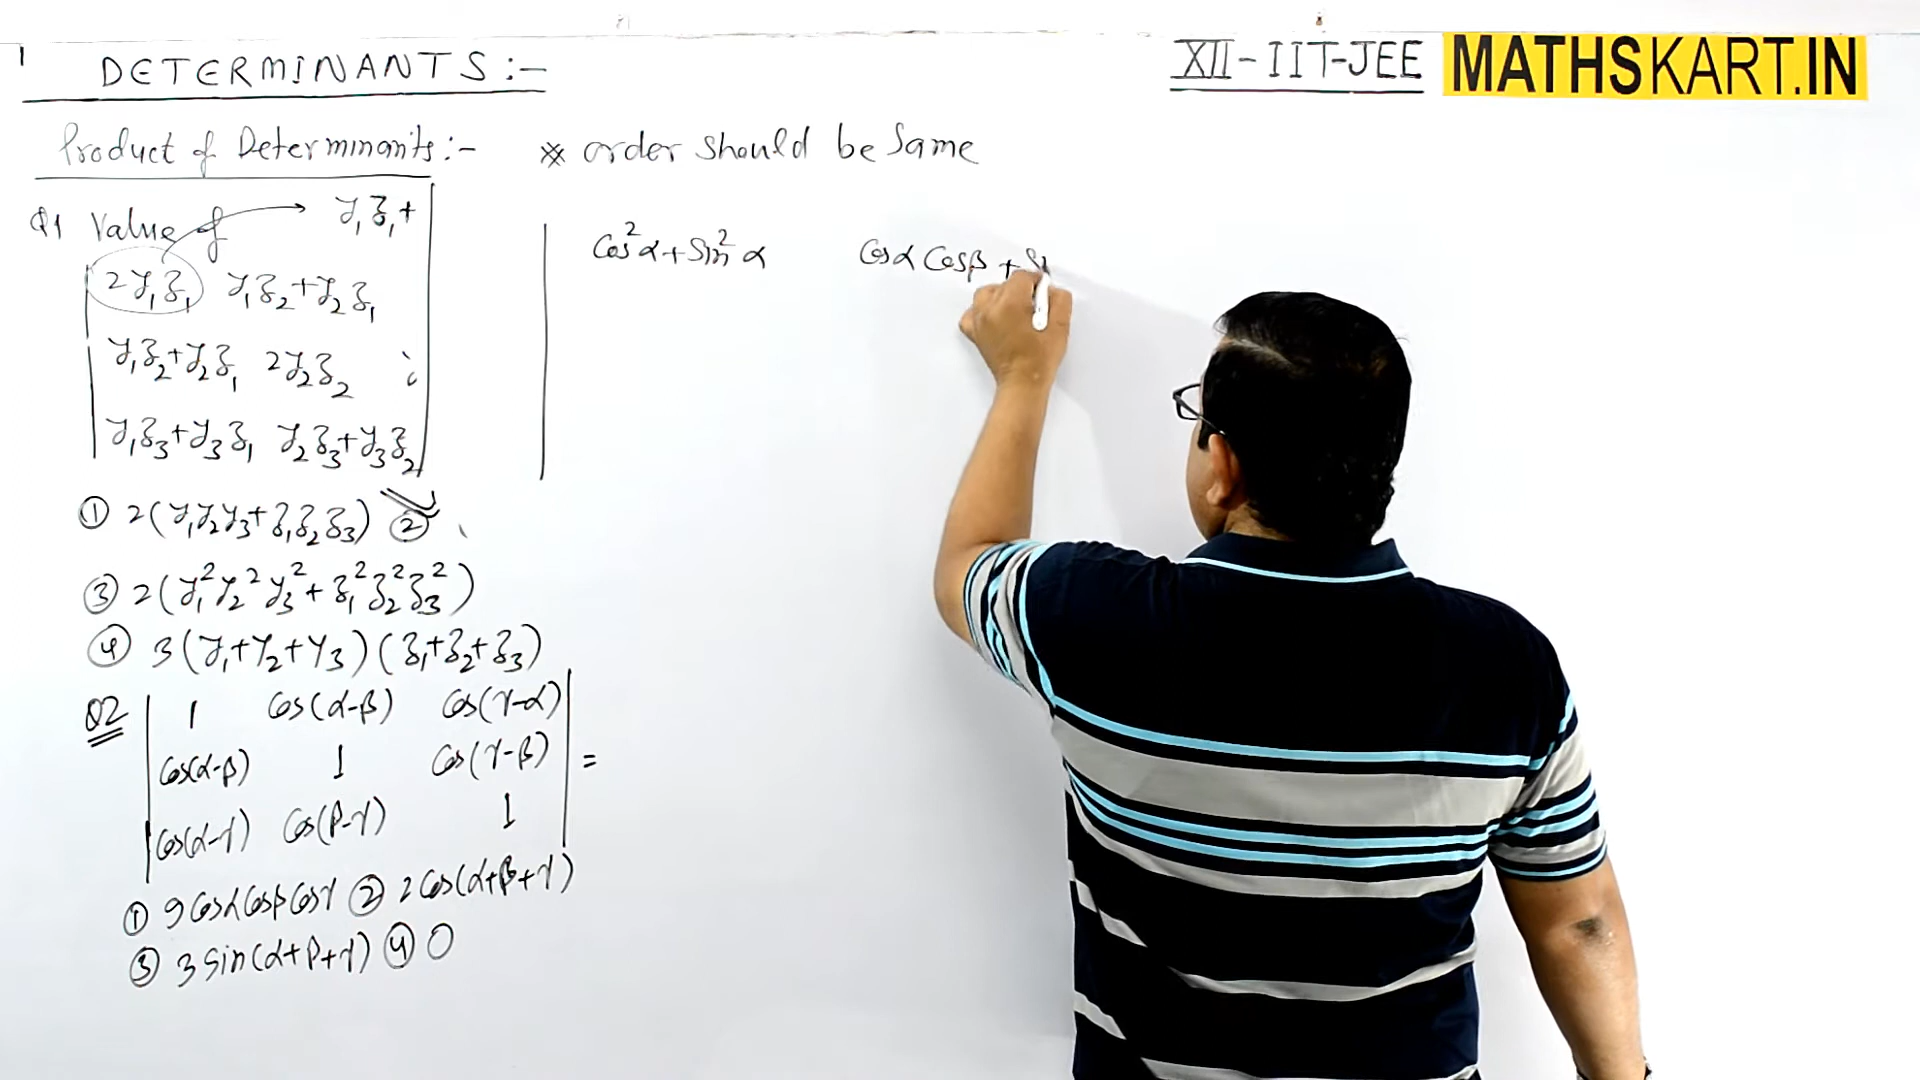 DETERMINANTS :-
XII - IIT-JEE MATHSKART.IN
Product of Determinants :- * order should be same
Q1 Value of y₁z₁+
2y₁z₁ y₁z₂+y₂z₁
y₁z₂+y₂z₁ 2y₂z₂
y₁z₃+y₃z₁ y₂z₃+y₃z₂
① 2(y₁y₂y₃+z₁z₂z₃) ②
③ 2(y₁²y₂²y₃²+z₁²z₂²z₃²)
④ 3(y₁+y₂+y₃)(z₁+z₂+z₃)
Q2 | 1 Cos(α-β) Cos(γ-α) |
Cos(α-β) 1 Cos(γ-β) =
Cos(α-γ) Cos(β-γ) 1
① 9CosαCosβCosγ ② 2Cos(α+β+γ)
③ 3Sin(α+β+γ) ④ 0
Cos²α+Sin²α Cosα Cosβ +